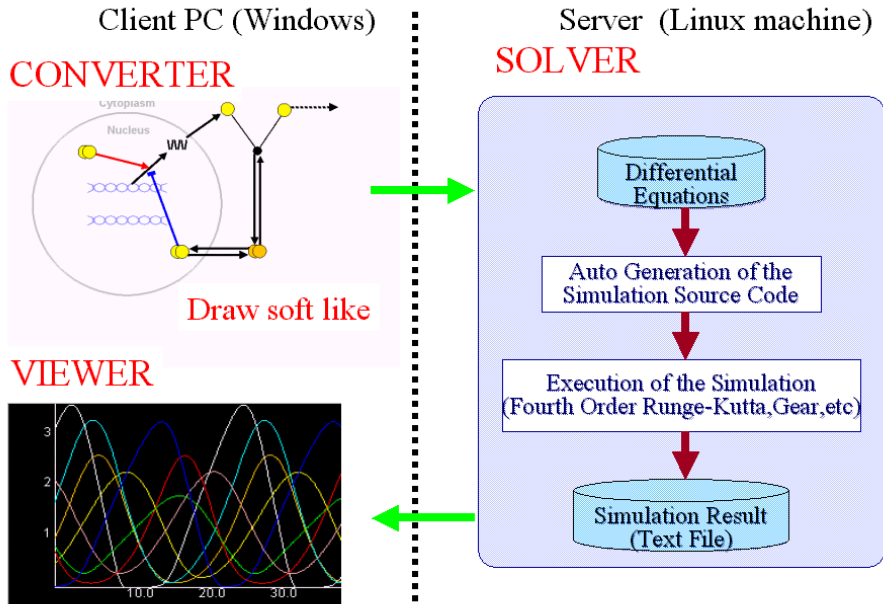 Client PC (Windows)
CONVERTER
Cytoplasm
Nucleus
Draw soft like
VIEWER
3
2
1
10.0
20.0
30.0
Server (Linux machine)
SOLVER
Differential
Equations
Auto Generation of the
Simulation Source Code
Execution of the Simulation
(Fourth Order Runge-Kutta,Gear,etc)
Simulation Result
(Text File)